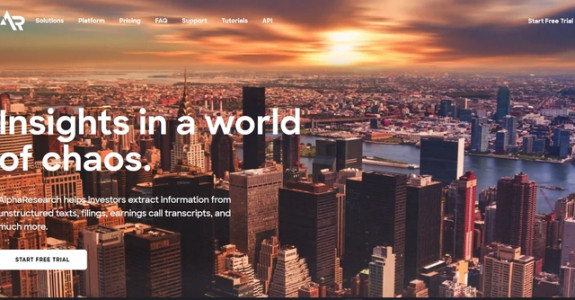 AR
Solutions Platform Pricing FAQ Support Tutorials API Start Free Trial
Insights in a world
of chaos.
AlphaResearch helps investors extract information from
unstructured texts, filings, earnings call transcripts, and
much more.
START FREE TRIAL